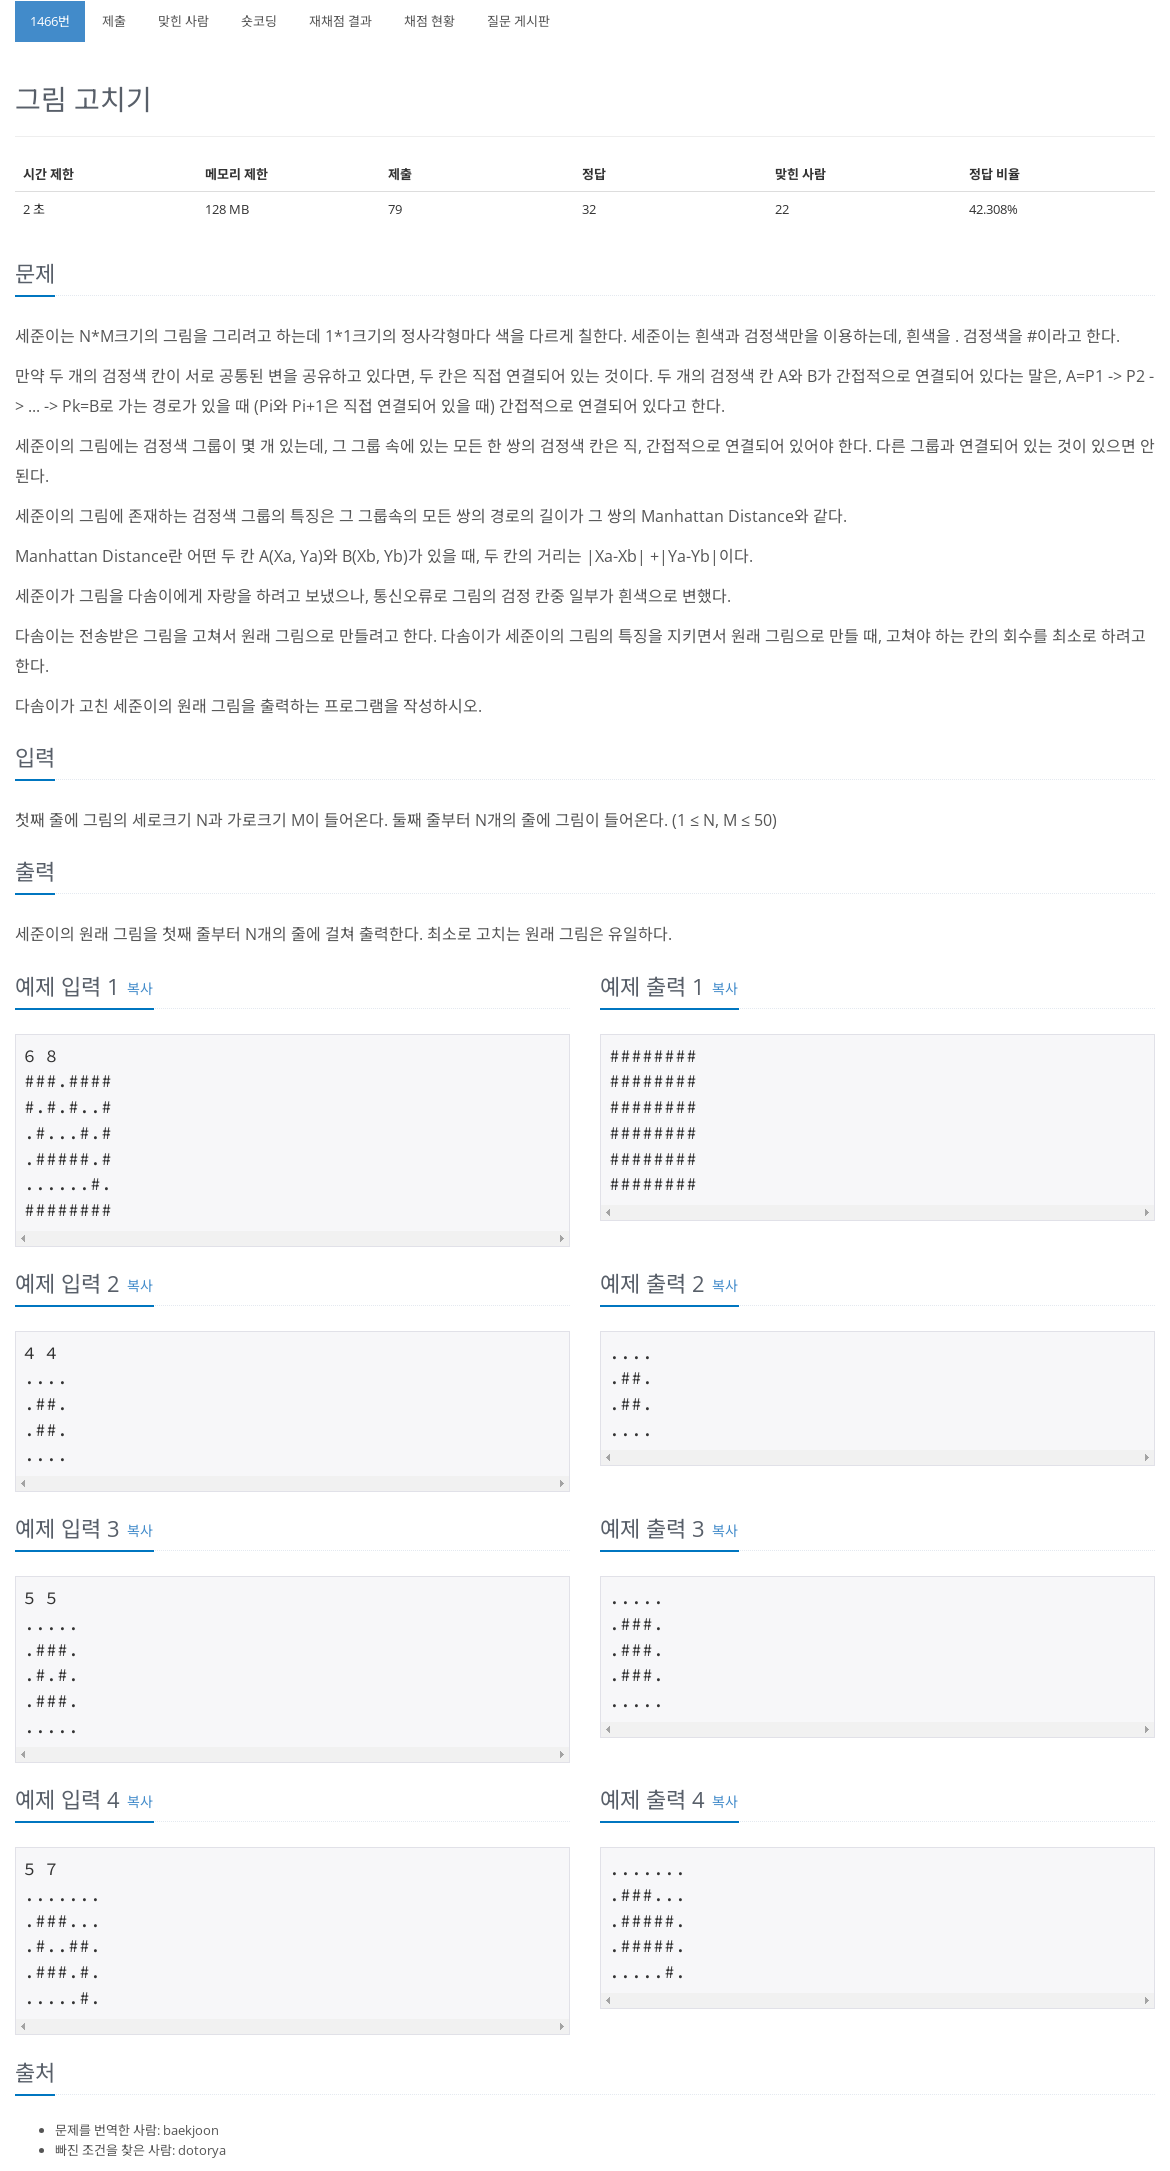 1466번 제출 맞힌 사람 숏코딩 재채점 결과 채점 현황 질문 게시판
그림 고치기
시간 제한 메모리 제한 제출 정답 맞힌 사람 정답 비율
2 초 128 MB 79 32 22 42.308%
문제
세준이는 N*M크기의 그림을 그리려고 하는데 1*1크기의 정사각형마다 색을 다르게 칠한다. 세준이는 흰색과 검정색만을 이용하는데, 흰색을 . 검정색을 #이라고 한다.
만약 두 개의 검정색 칸이 서로 공통된 변을 공유하고 있다면, 두 칸은 직접 연결되어 있는 것이다. 두 개의 검정색 칸 A와 B가 간접적으로 연결되어 있다는 말은, A=P1 -> P2 -
> ... -> Pk=B로 가는 경로가 있을 때 (Pi와 Pi+1은 직접 연결되어 있을 때) 간접적으로 연결되어 있다고 한다.
세준이의 그림에는 검정색 그룹이 몇 개 있는데, 그 그룹 속에 있는 모든 한 쌍의 검정색 칸은 직, 간접적으로 연결되어 있어야 한다. 다른 그룹과 연결되어 있는 것이 있으면 안
된다.
세준이의 그림에 존재하는 검정색 그룹의 특징은 그 그룹속의 모든 쌍의 경로의 길이가 그 쌍의 Manhattan Distance와 같다.
Manhattan Distance란 어떤 두 칸 A(Xa, Ya)와 B(Xb, Yb)가 있을 때, 두 칸의 거리는 |Xa-Xb| +|Ya-Yb|이다.
세준이가 그림을 다솜이에게 자랑을 하려고 보냈으나, 통신오류로 그림의 검정 칸중 일부가 흰색으로 변했다.
다솜이는 전송받은 그림을 고쳐서 원래 그림으로 만들려고 한다. 다솜이가 세준이의 그림의 특징을 지키면서 원래 그림으로 만들 때, 고쳐야 하는 칸의 회수를 최소로 하려고
한다.
다솜이가 고친 세준이의 원래 그림을 출력하는 프로그램을 작성하시오.
입력
첫째 줄에 그림의 세로크기 N과 가로크기 M이 들어온다. 둘째 줄부터 N개의 줄에 그림이 들어온다. (1 ≤ N, M ≤ 50)
출력
세준이의 원래 그림을 첫째 줄부터 N개의 줄에 걸쳐 출력한다. 최소로 고치는 원래 그림은 유일하다.
예제 입력 1 복사
6 8
###.####
#.#.#..#
.#...#.#
.#####.#
......#.
########
예제 출력 1 복사
########
########
########
########
########
########
예제 입력 2 복사
4 4
....
.##.
.##.
....
예제 출력 2 복사
....
.##.
.##.
....
예제 입력 3 복사
5 5
.....
.###.
.#.#.
.###.
.....
예제 출력 3 복사
.....
.###.
.###.
.###.
.....
예제 입력 4 복사
5 7
.......
.###...
.#..##.
.###.#.
.....#.
예제 출력 4 복사
.......
.###...
.#####.
.#####.
.....#.
출처
문제를 번역한 사람: baekjoon
빠진 조건을 찾은 사람: dotorya